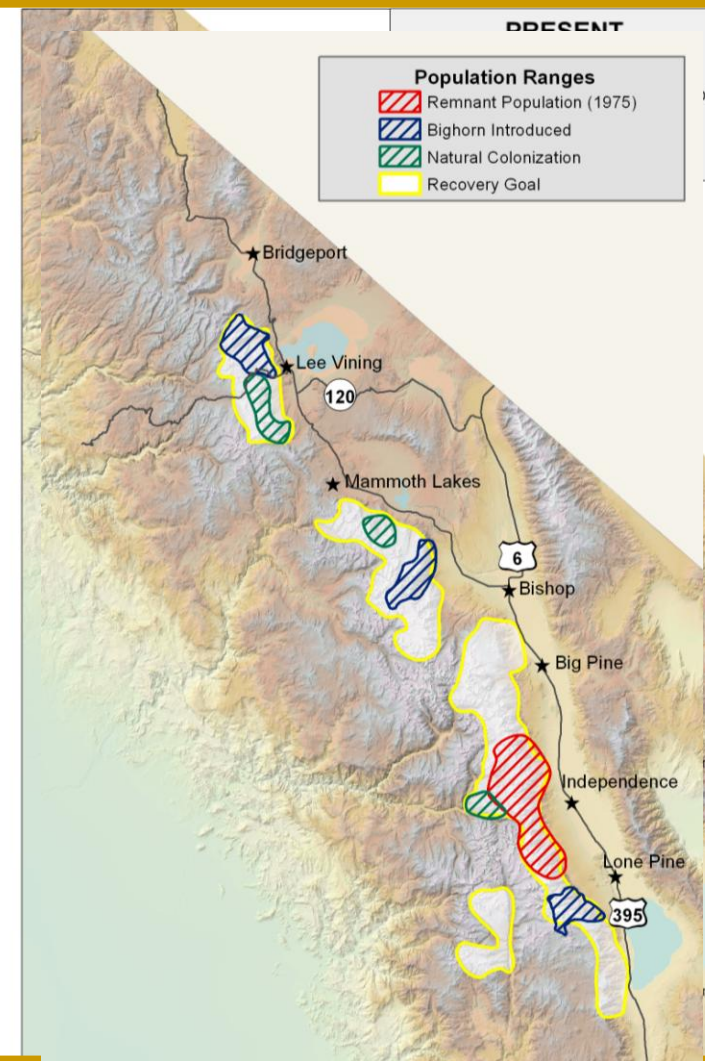 PRESENT
Population Ranges
Remnant Population (1975)
Bighorn Introduced
Natural Colonization
Recovery Goal
Bridgeport
Lee Vining
120
Mammoth Lakes
6
Bishop
Big Pine
Independence
Lone Pine
395